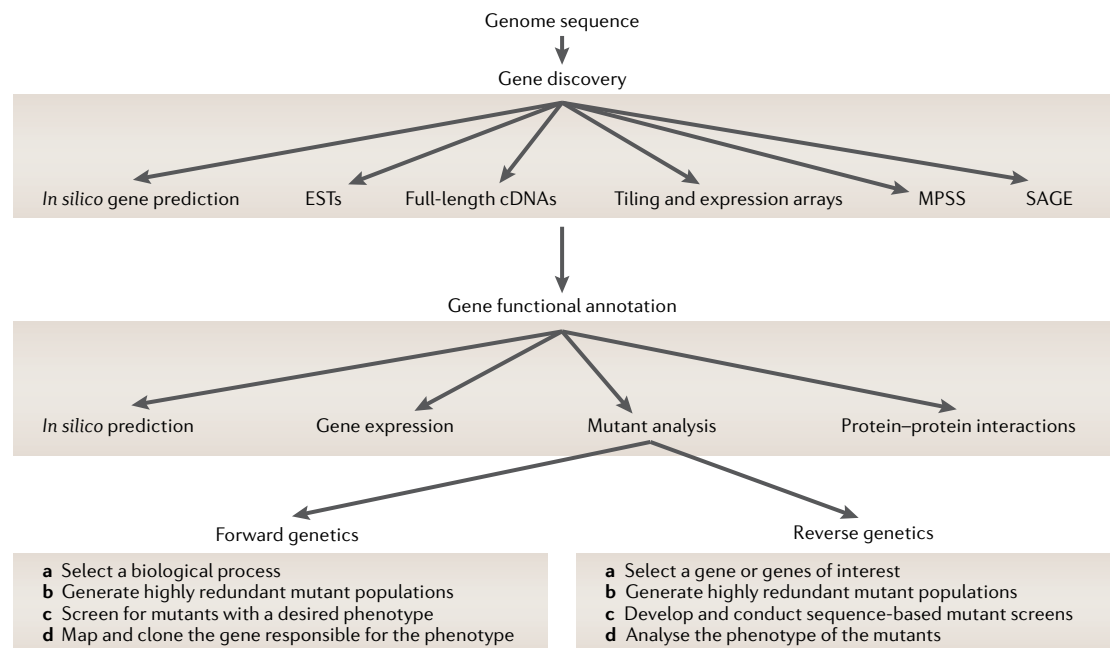 Genome sequence
Gene discovery
In silico gene prediction
ESTs
Full-length cDNAs
Tiling and expression arrays
MPSS
SAGE
Gene functional annotation
In silico prediction
Gene expression
Mutant analysis
Protein–protein interactions
Forward genetics
a Select a biological process
b Generate highly redundant mutant populations
c Screen for mutants with a desired phenotype
d Map and clone the gene responsible for the phenotype
Reverse genetics
a Select a gene or genes of interest
b Generate highly redundant mutant populations
c Develop and conduct sequence-based mutant screens
d Analyse the phenotype of the mutants